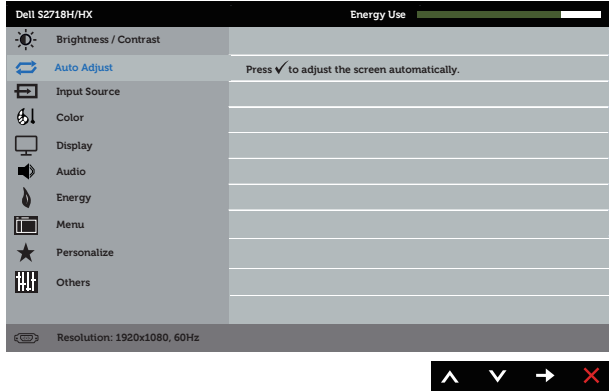 Dell S2718H/HX Energy Use
Brightness / Contrast
Auto Adjust Press ✓ to adjust the screen automatically.
Input Source
Color
Display
Audio
Energy
Menu
Personalize
Others
Resolution: 1920x1080, 60Hz